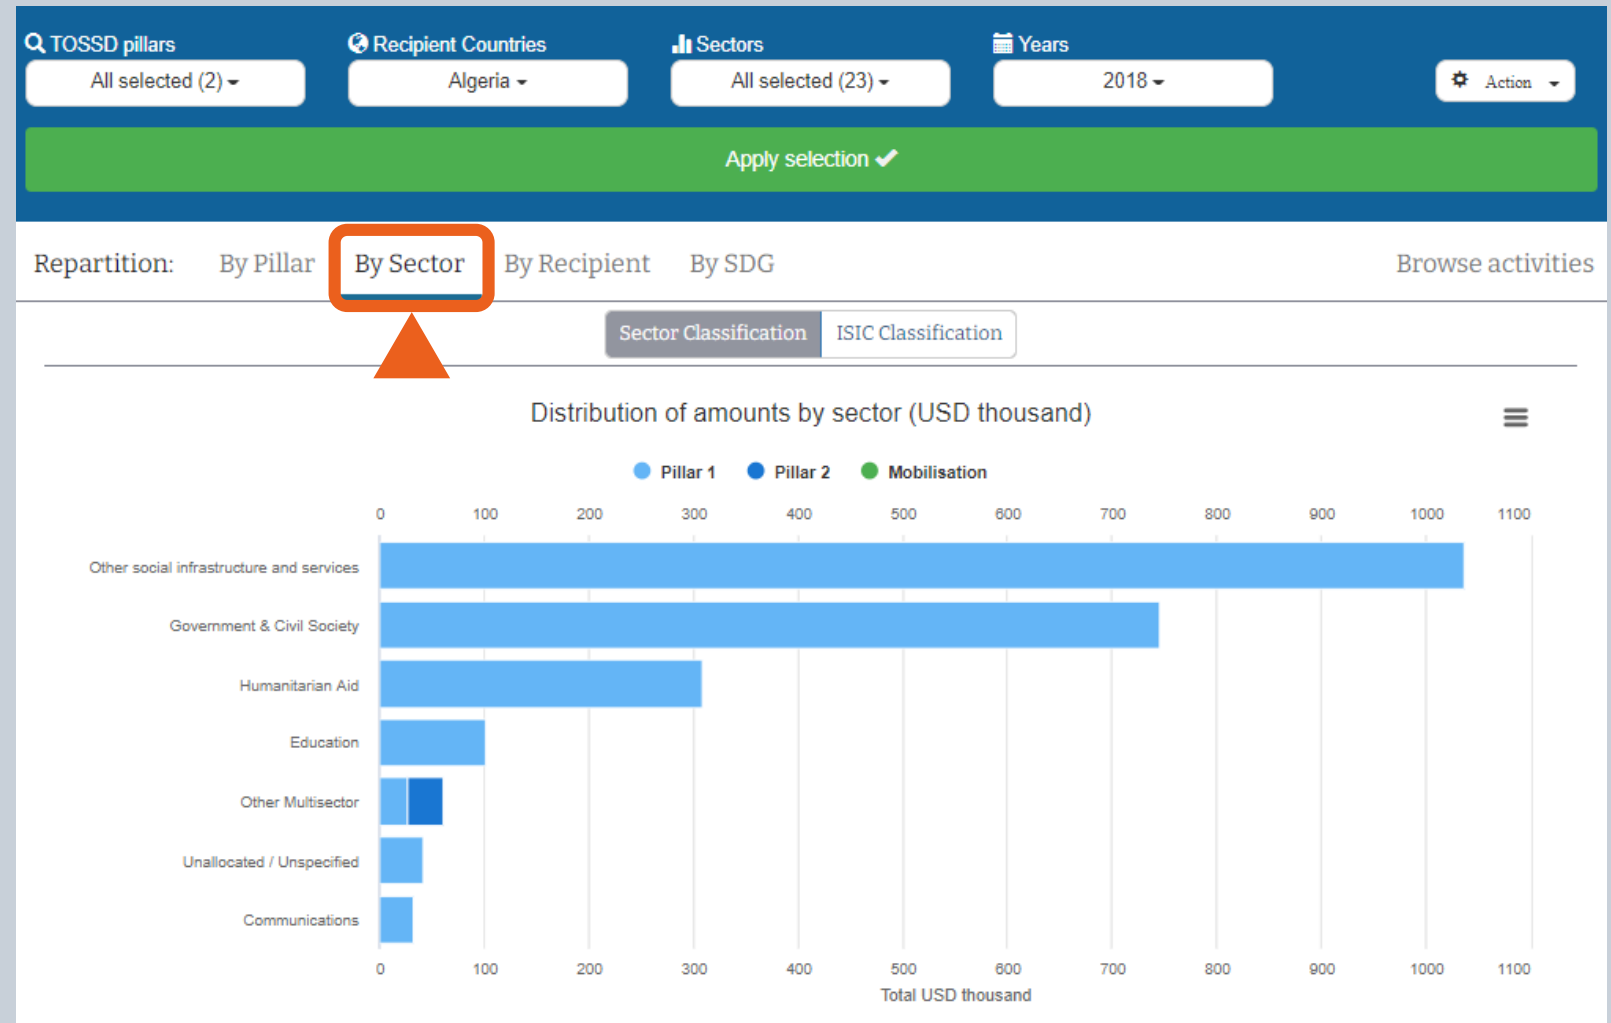 TOSSD pillars Recipient Countries Sectors Years
All selected (2) Algeria All selected (23) 2018 Action
Apply selection
Repartition: By Pillar By Sector By Recipient By SDG Browse activities
Sector Classification ISIC Classification
Distribution of amounts by sector (USD thousand)
Pillar 1 Pillar 2 Mobilisation
0 100 200 300 400 500 600 700 800 900 1000 1100
Other social infrastructure and services
Government & Civil Society
Humanitarian Aid
Education
Other Multisector
Unallocated / Unspecified
Communications
0 100 200 300 400 500 600 700 800 900 1000 1100
Total USD thousand